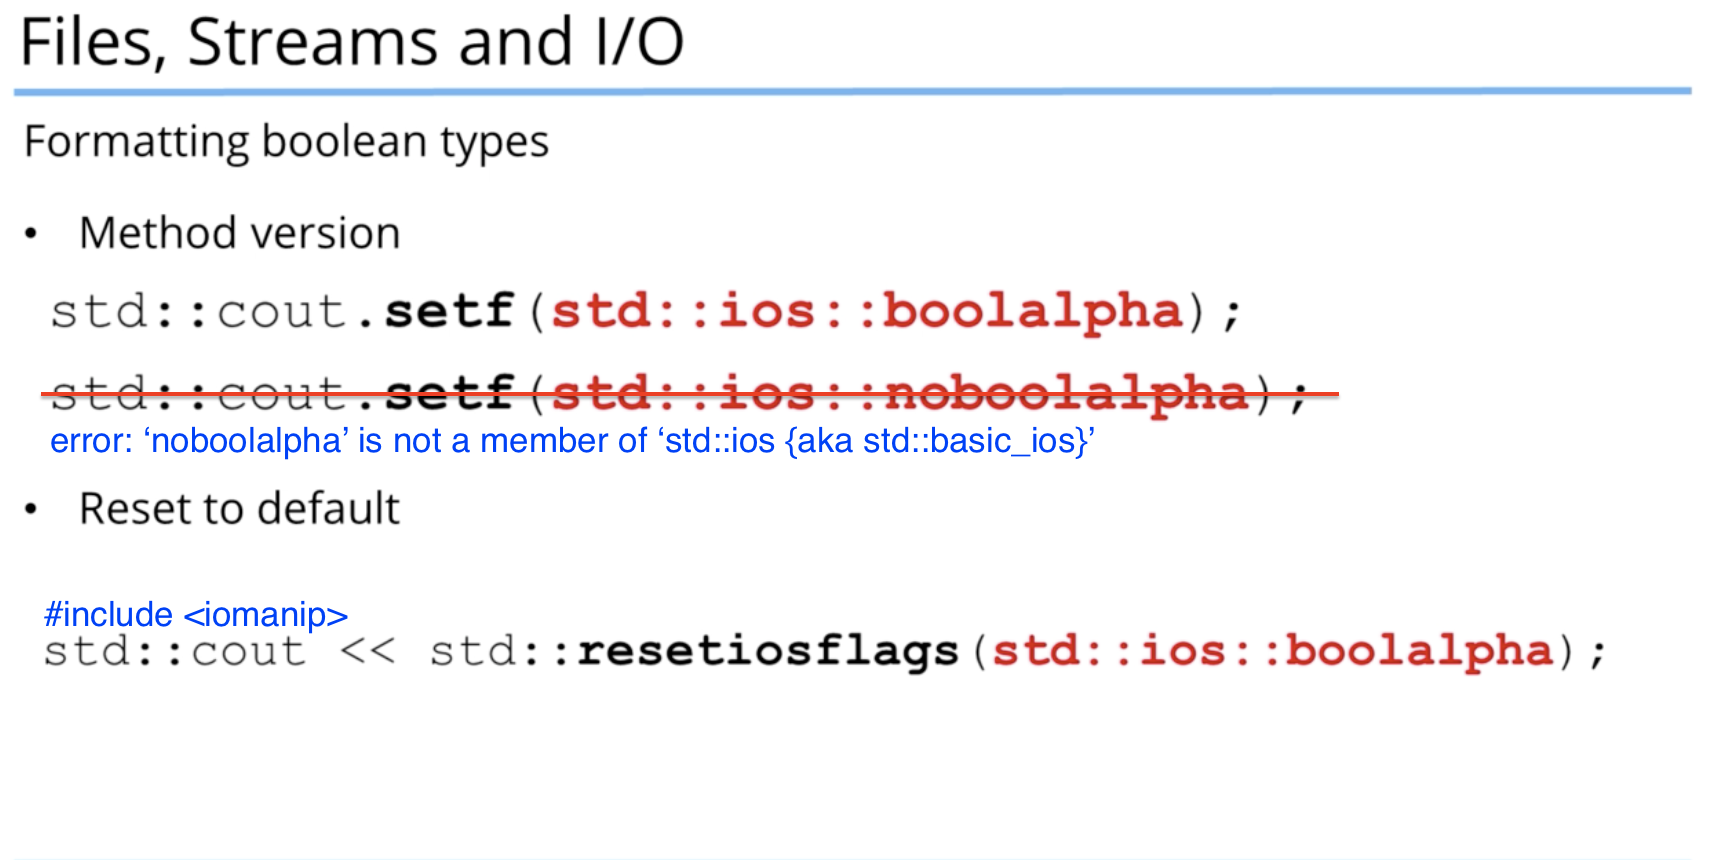 Files, Streams and I/O
Formatting boolean types
• Method version
std::cout.setf(std::ios::boolalpha);
std::cout.setf(std::ios::noboolalpha);
error: ‘noboolalpha’ is not a member of ‘std::ios {aka std::basic_ios}’
• Reset to default
#include <iomanip>
std::cout << std::resetiosflags(std::ios::boolalpha);